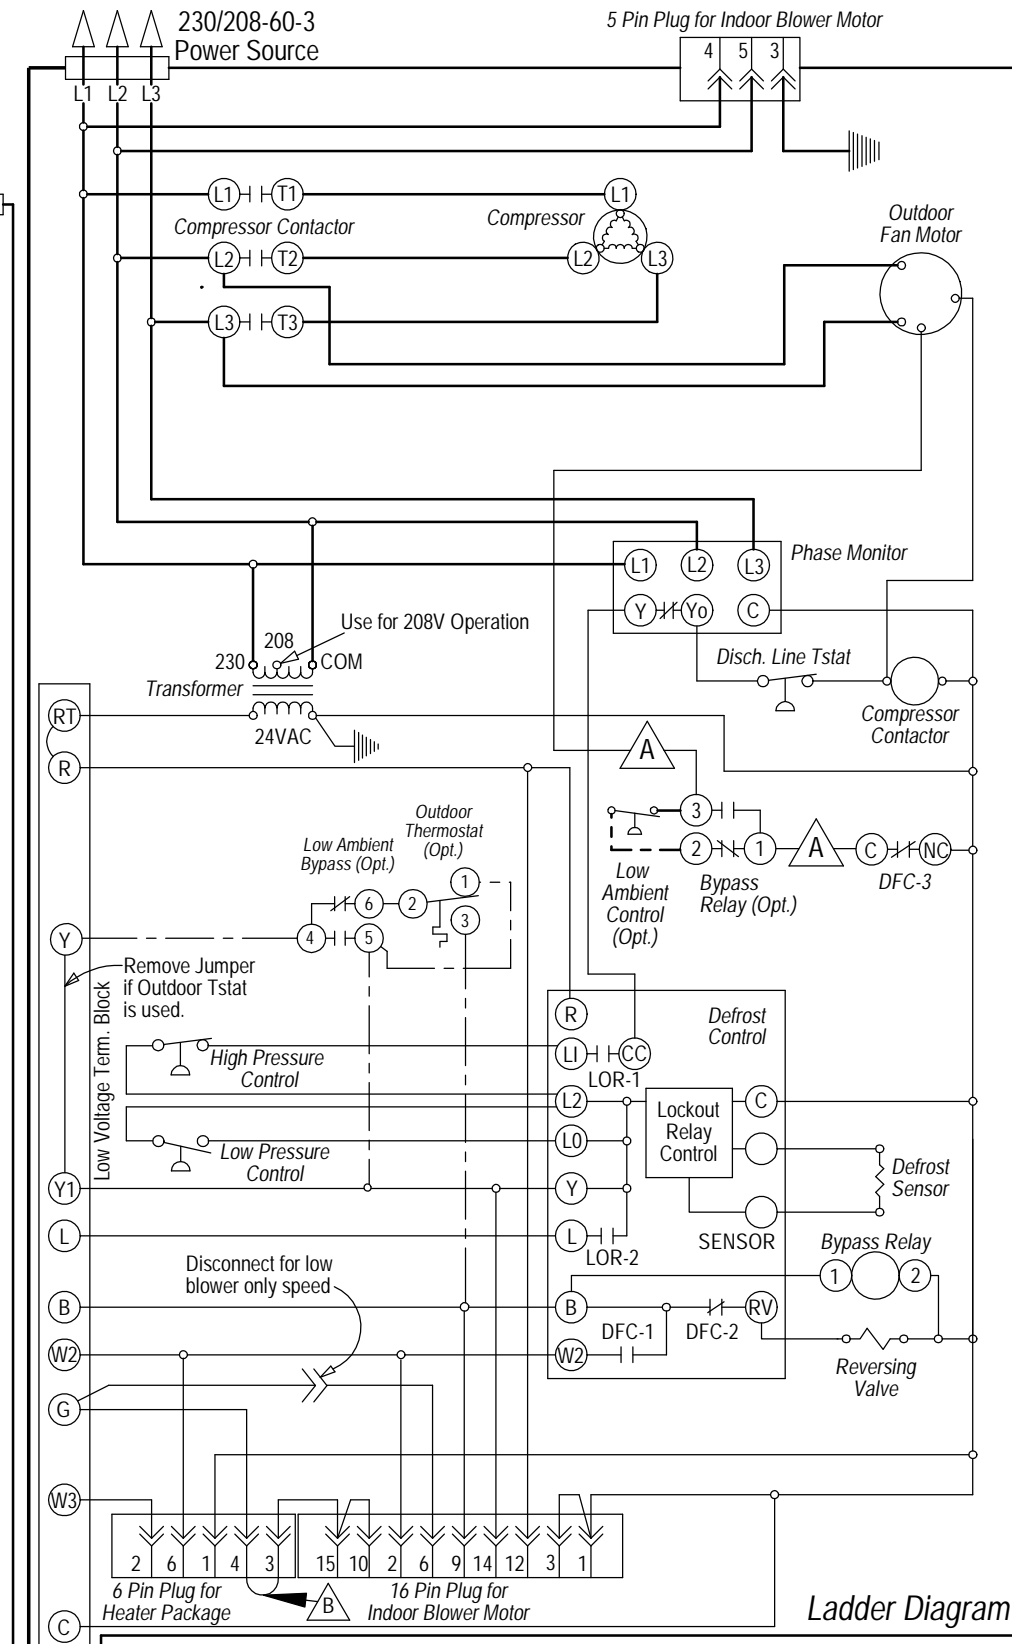 230/208-60-3
Power Source
5 Pin Plug for Indoor Blower Motor
4 5 3
L1 L2 L3
L1 T1 L1
Compressor Contactor
Compressor
Outdoor
Fan Motor
L2 T2 L2 L3
L3 T3
Phase Monitor
L1 L2 L3
Y Yo C
Use for 208V Operation
208
230 COM
Transformer
24VAC
Disch. Line Tstat
Compressor
Contactor
RT
R
A
3
2 1 A C NC
Low
Ambient
Control
(Opt.)
Bypass
Relay (Opt.)
DFC-3
Outdoor
Thermostat
(Opt.)
Low Ambient
Bypass (Opt.)
1
6 2
3
Y 4 5
Remove Jumper
if Outdoor Tstat
is used.
Low Voltage Term. Block
R
Defrost
Control
High Pressure
Control
LI CC
LOR-1
L2
Lockout
Relay
Control
C
L0
Low Pressure
Control
Defrost
Sensor
Y1 Y
SENSOR
L L
LOR-2
Disconnect for low
blower only speed
Bypass Relay
1 2
B B RV
DFC-1 DFC-2
W2 W2
Reversing
Valve
G
W3
2 6 1 4 3 15 10 2 6 9 14 12 3 1
6 Pin Plug for
Heater Package
B
16 Pin Plug for
Indoor Blower Motor
C
Ladder Diagram